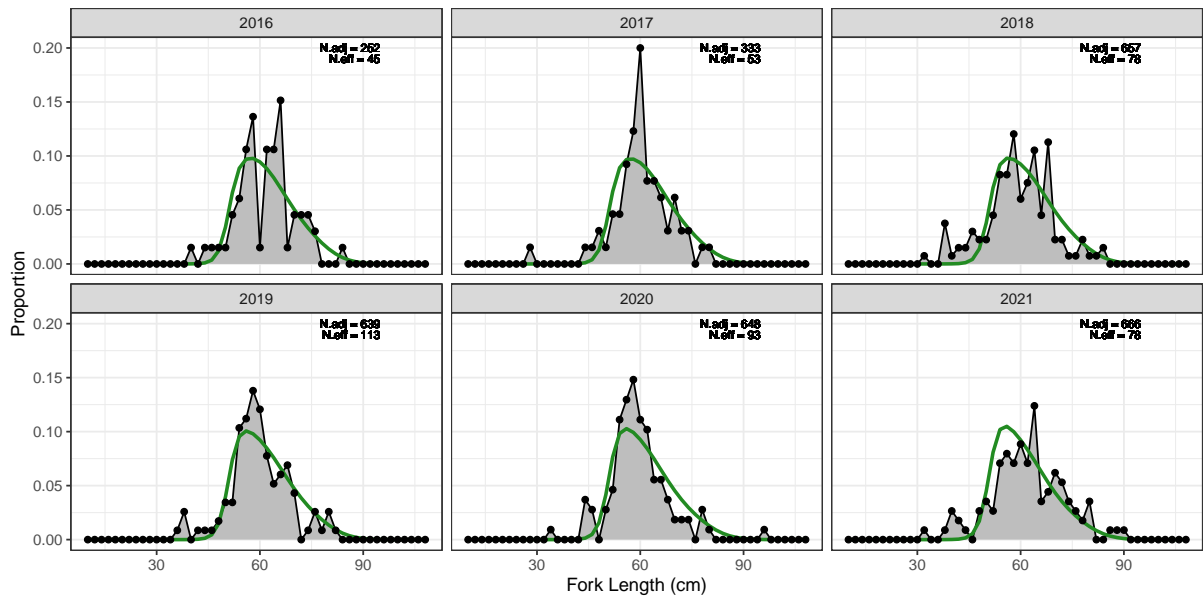 2016
2017
2018
0.20
0.15
0.10
0.05
0.00
N.adj = 252
N.eff = 45
N.adj = 333
N.eff = 53
N.adj = 657
N.eff = 78
Proportion
2019
2020
2021
0.20
0.15
0.10
0.05
0.00
N.adj = 639
N.eff = 113
N.adj = 648
N.eff = 93
N.adj = 666
N.eff = 78
30
60
90
30
60
90
30
60
90
Fork Length (cm)